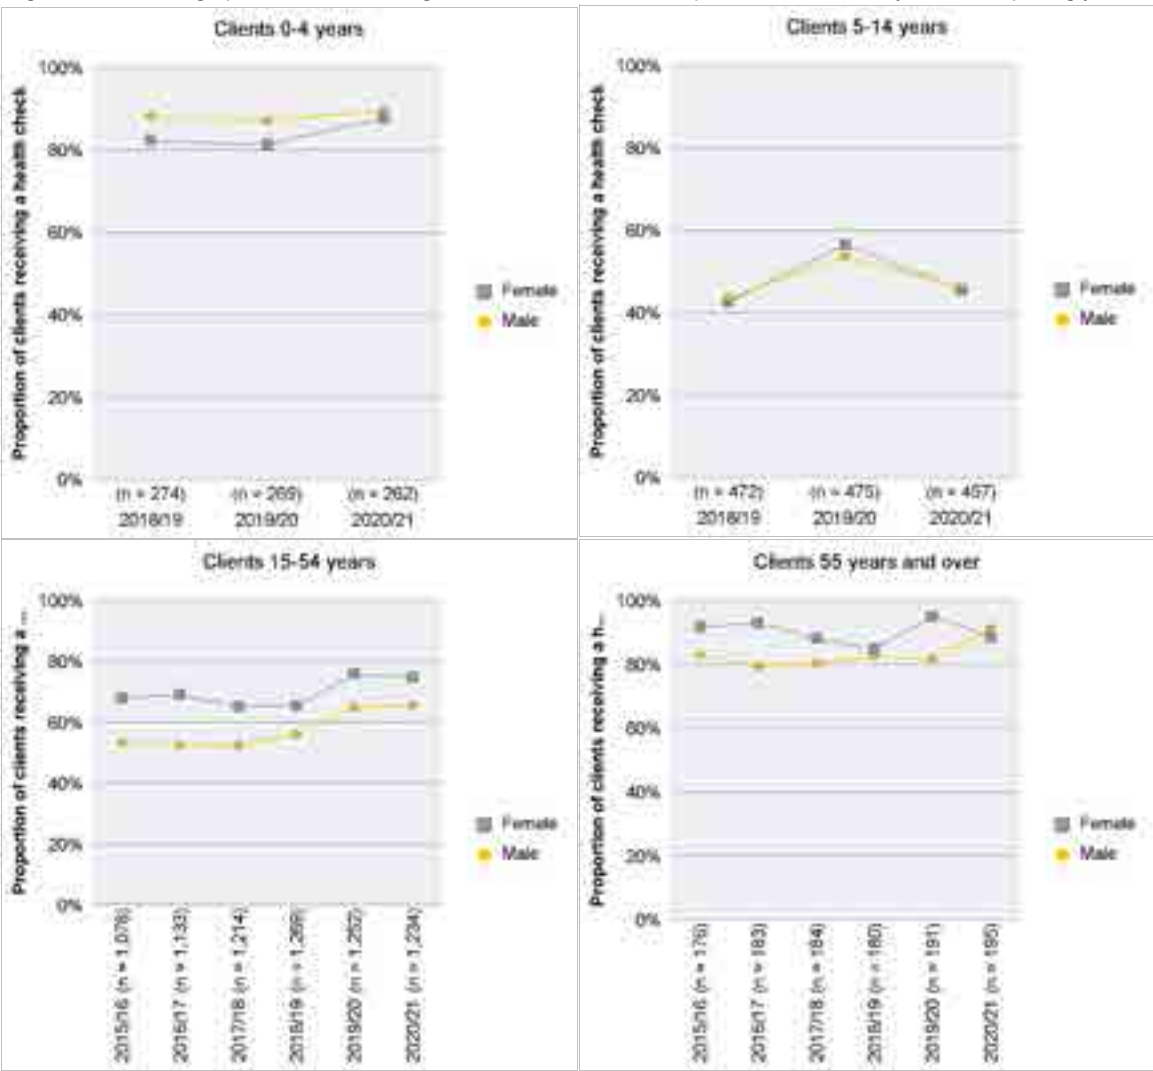 Clients 0-4 years
Proportion of clients receiving a health check
100%
80%
60%
40%
20%
0%
(n = 274)
2018/19
(n = 269)
2019/20
(n = 262)
2020/21
Female
Male
Clients 5-14 years
Proportion of clients receiving a health check
100%
80%
60%
40%
20%
0%
(n = 472)
2018/19
(n = 475)
2019/20
(n = 457)
2020/21
Female
Male
Clients 15-54 years
Proportion of clients receiving a ...
100%
80%
60%
40%
20%
0%
2015/16 (n = 1,078)
2016/17 (n = 1,133)
2017/18 (n = 1,214)
2018/19 (n = 1,269)
2019/20 (n = 1,252)
2020/21 (n = 1,234)
Female
Male
Clients 55 years and over
Proportion of clients receiving a h...
100%
80%
60%
40%
20%
0%
2015/16 (n = 176)
2016/17 (n = 183)
2017/18 (n = 184)
2018/19 (n = 180)
2019/20 (n = 191)
2020/21 (n = 195)
Female
Male